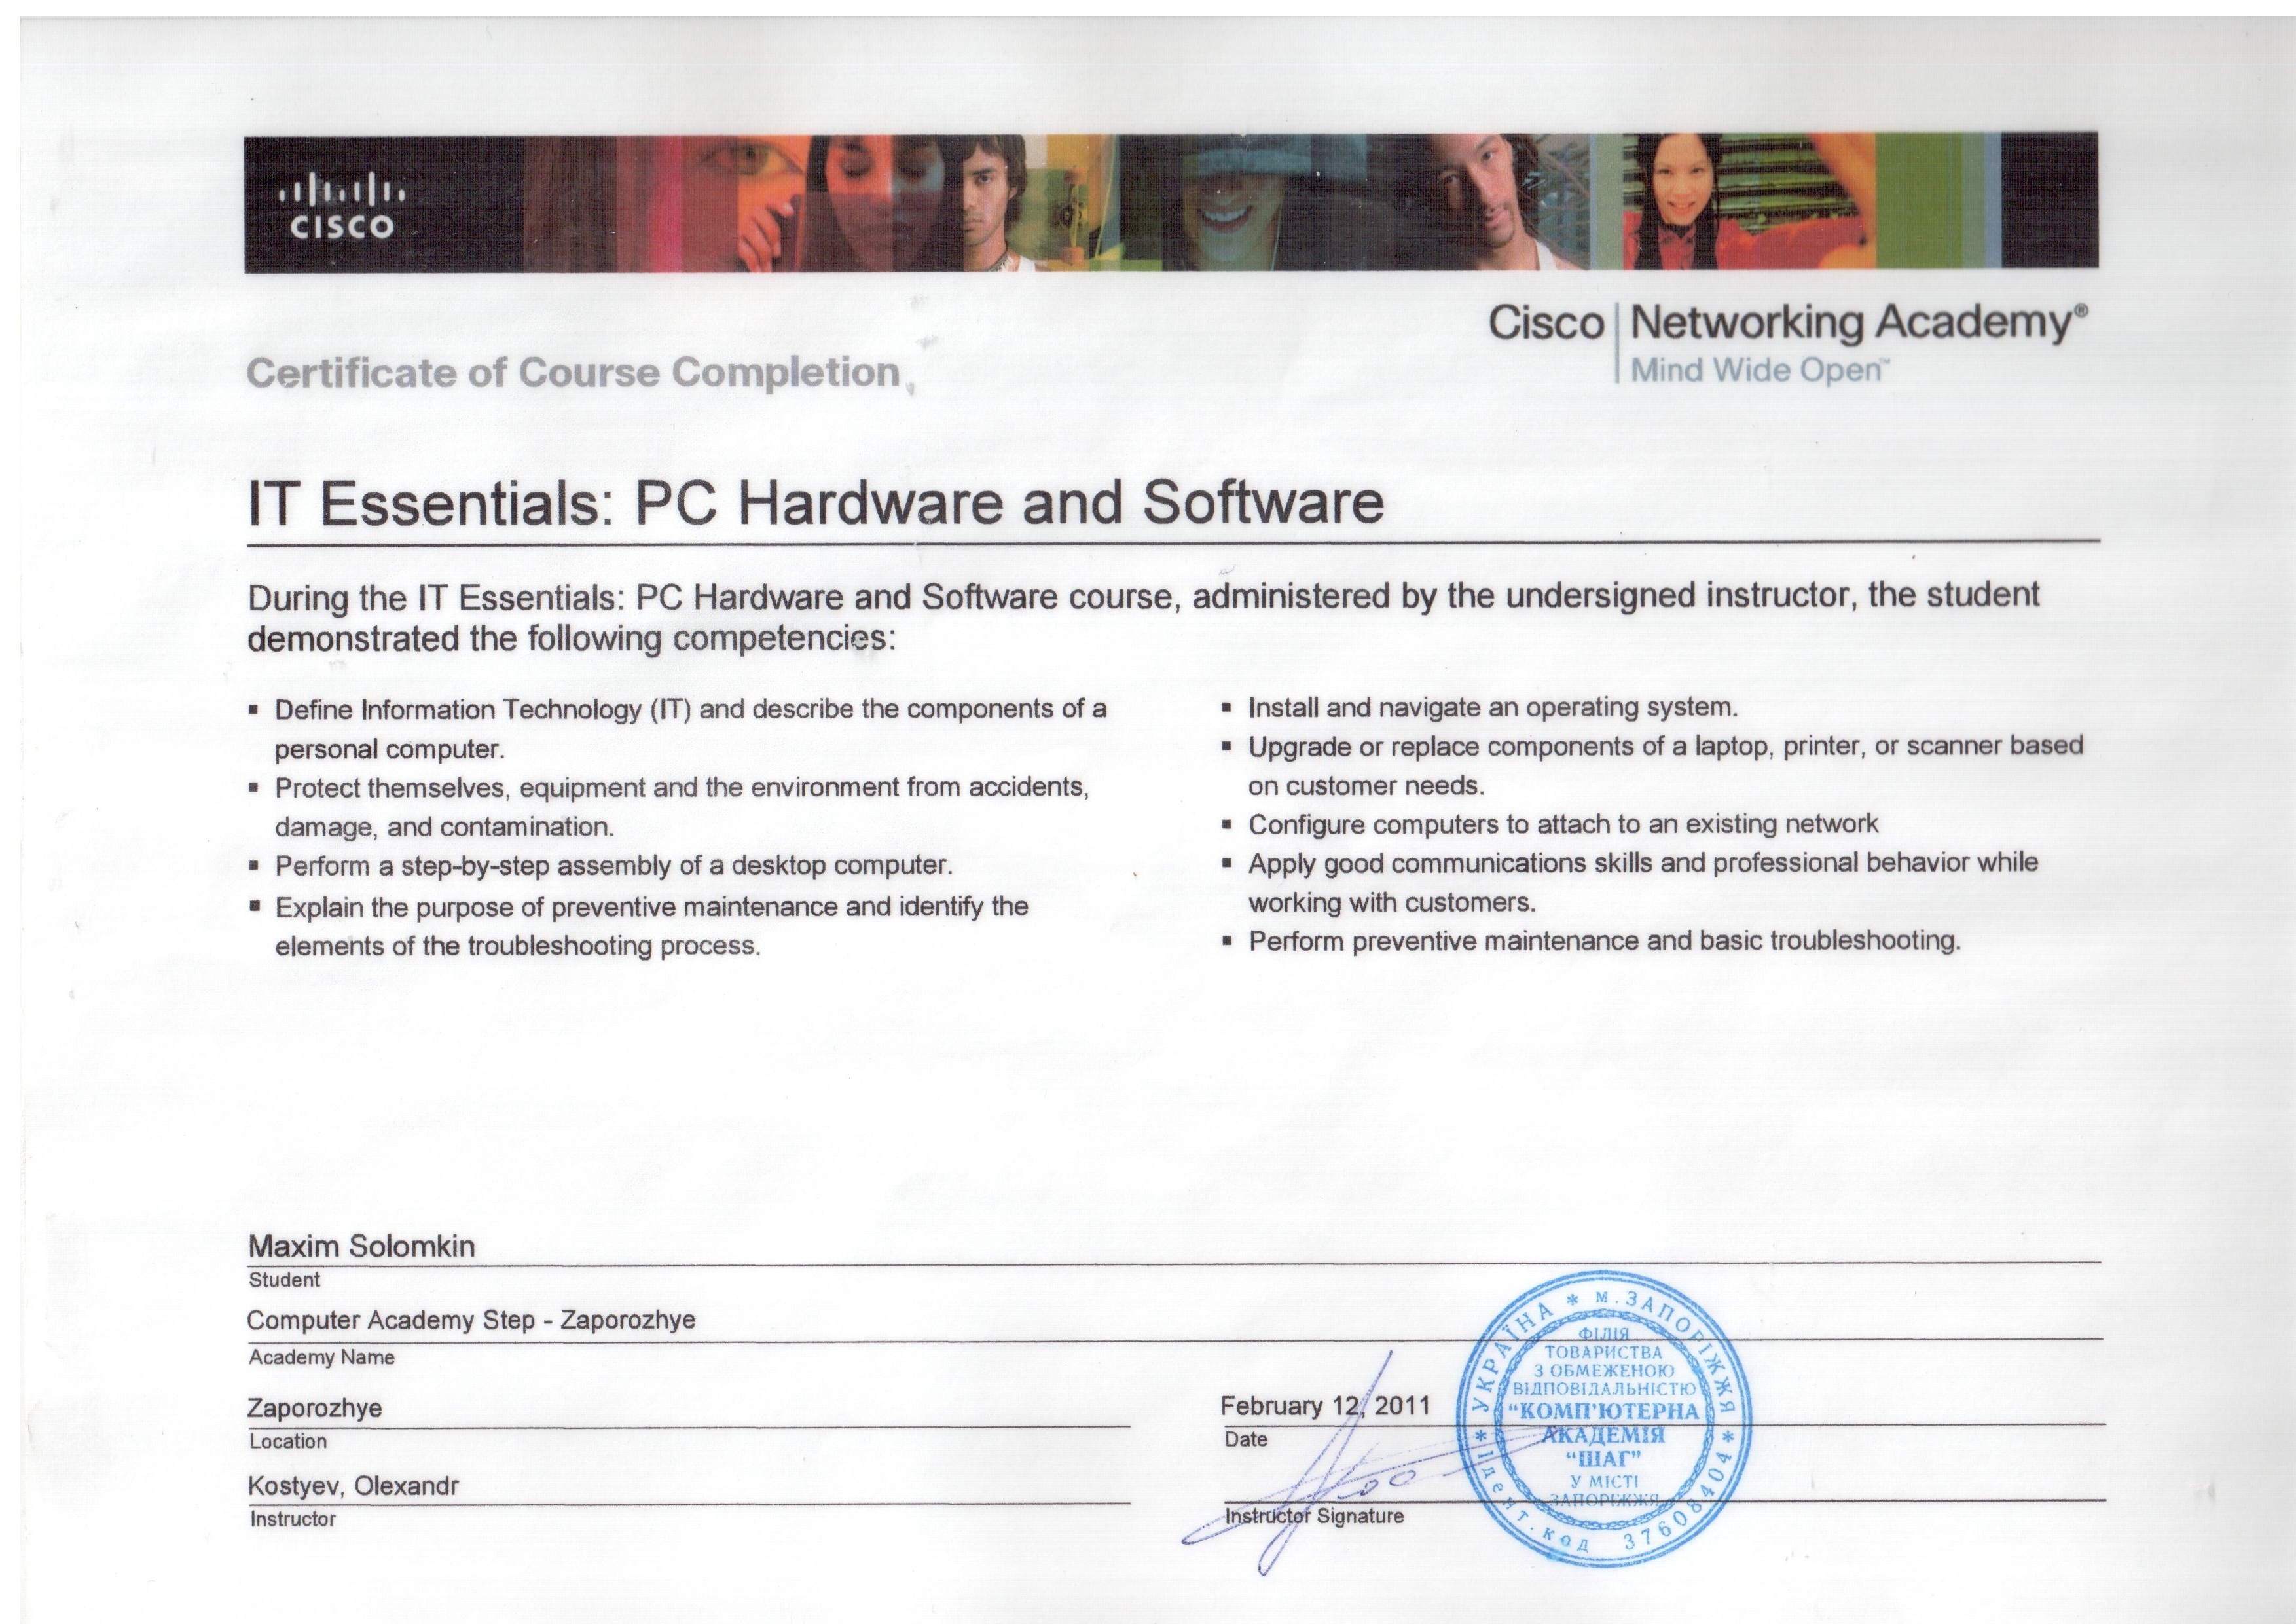 CISCO
Cisco Networking Academy®
Mind Wide Open™
Certificate of Course Completion
IT Essentials: PC Hardware and Software
During the IT Essentials: PC Hardware and Software course, administered by the undersigned instructor, the student
demonstrated the following competencies:
▪ Define Information Technology (IT) and describe the components of a
personal computer.
▪ Protect themselves, equipment and the environment from accidents,
damage, and contamination.
▪ Perform a step-by-step assembly of a desktop computer.
▪ Explain the purpose of preventive maintenance and identify the
elements of the troubleshooting process.
▪ Install and navigate an operating system.
▪ Upgrade or replace components of a laptop, printer, or scanner based
on customer needs.
▪ Configure computers to attach to an existing network
▪ Apply good communications skills and professional behavior while
working with customers.
▪ Perform preventive maintenance and basic troubleshooting.
Maxim Solomkin
Student
Computer Academy Step - Zaporozhye
Academy Name
Zaporozhye
Location
February 12, 2011
Date
Kostyev, Olexandr
Instructor
Instructor Signature
* УКРАЇНА * м.ЗАПОРІЖЖЯ *
Ідент.код 37608404
ФІЛІЯ
ТОВАРИСТВА
З ОБМЕЖЕНОЮ
ВІДПОВІДАЛЬНІСТЮ
“КОМП'ЮТЕРНА
АКАДЕМІЯ
“ШАГ”
У МІСТІ
ЗАПОРІЖЖЯ